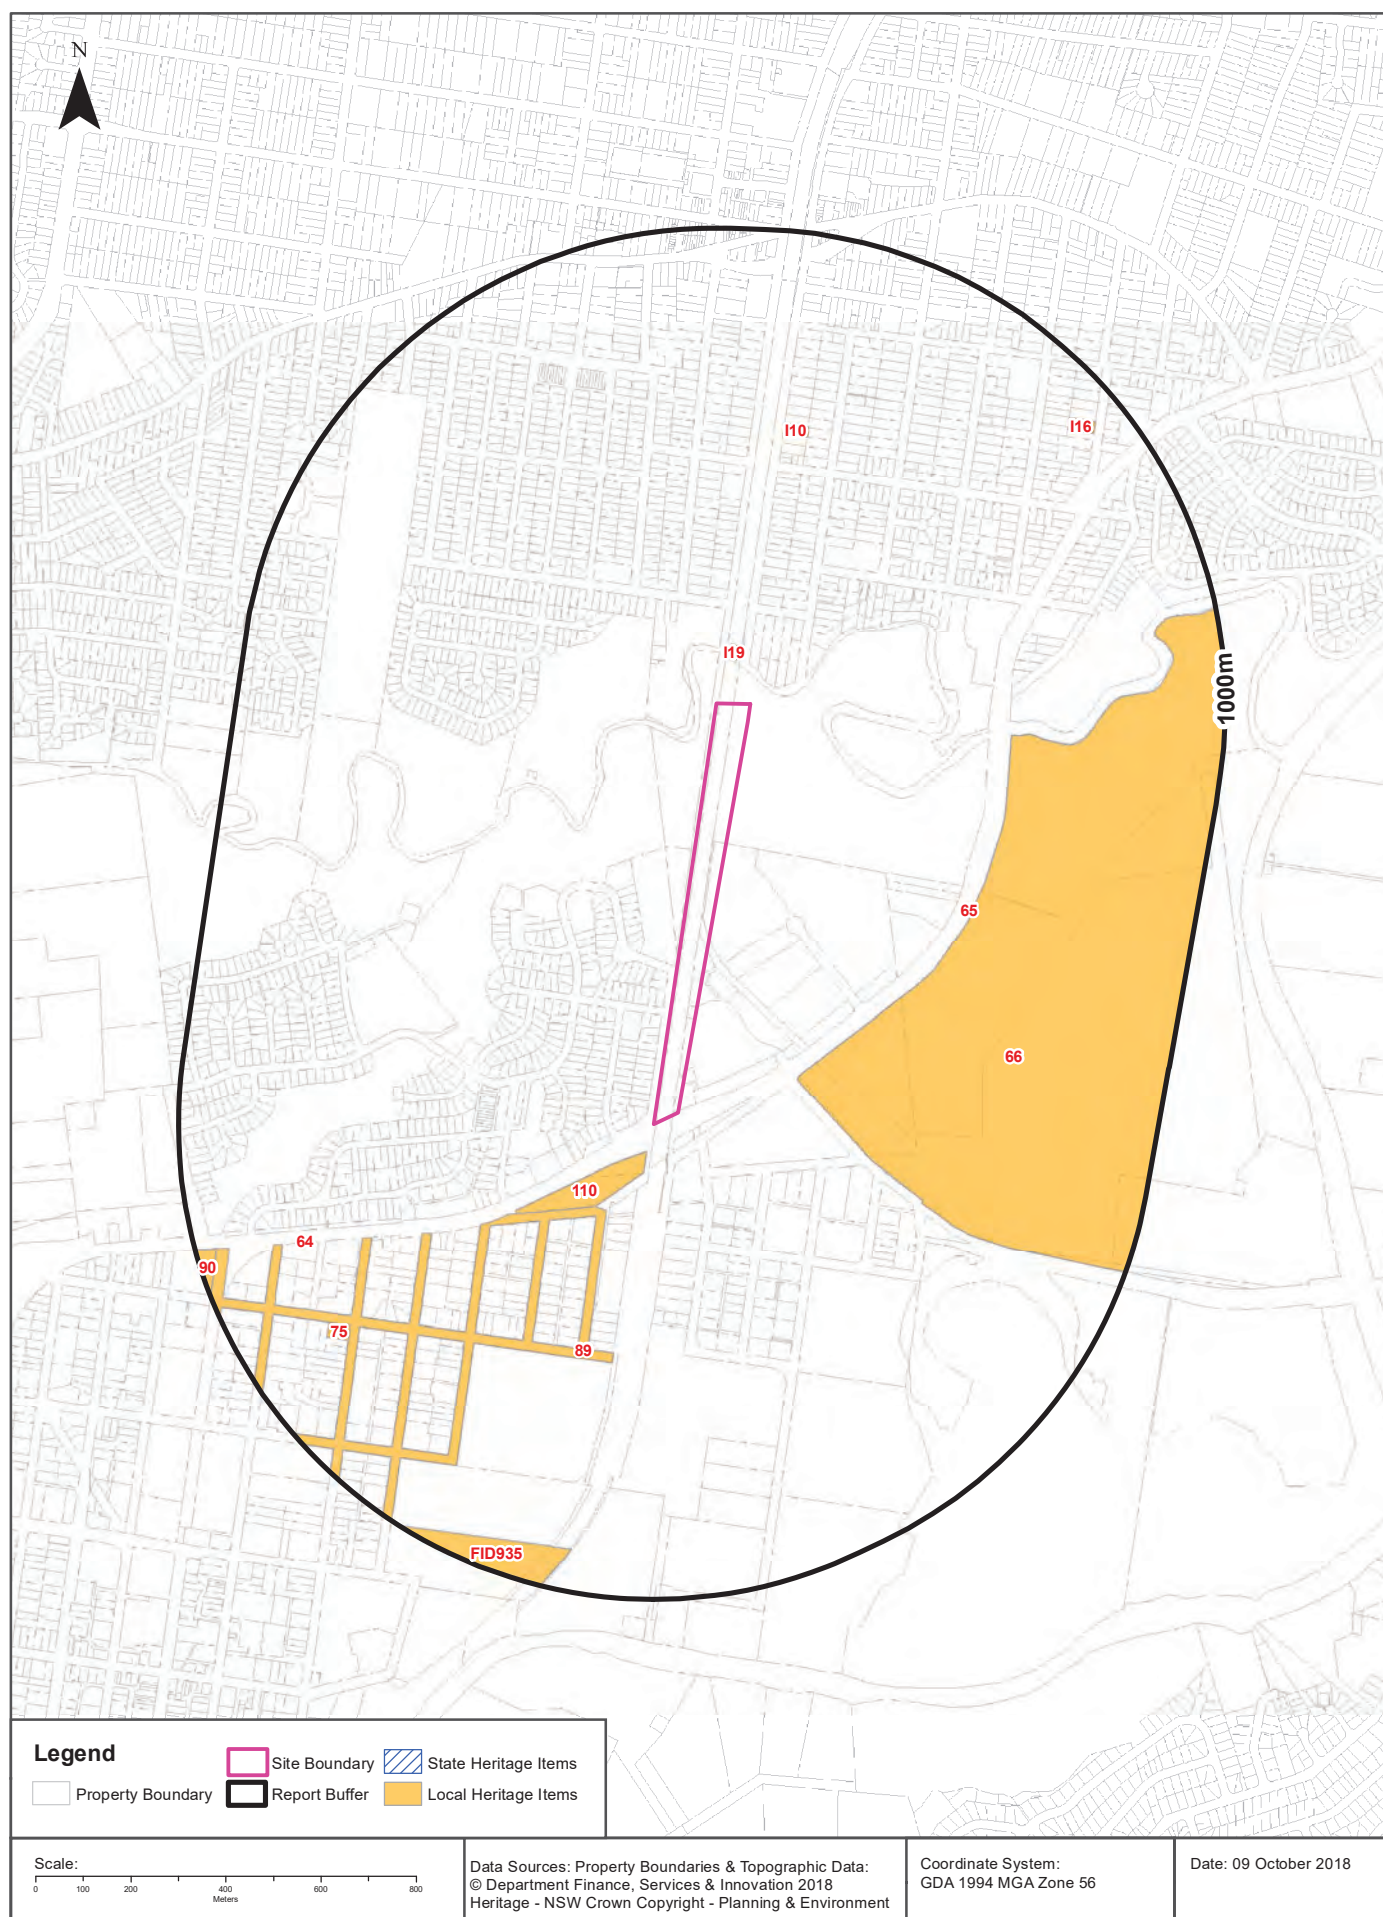 N
I10
I16
I19
1000m
65
66
110
64
90
75
89
FID935
Legend
Site Boundary
State Heritage Items
Property Boundary
Report Buffer
Local Heritage Items
Scale:
0 100 200 400 600 800
Meters
Data Sources: Property Boundaries & Topographic Data:
© Department Finance, Services & Innovation 2018
Heritage - NSW Crown Copyright - Planning & Environment
Coordinate System:
GDA 1994 MGA Zone 56
Date: 09 October 2018